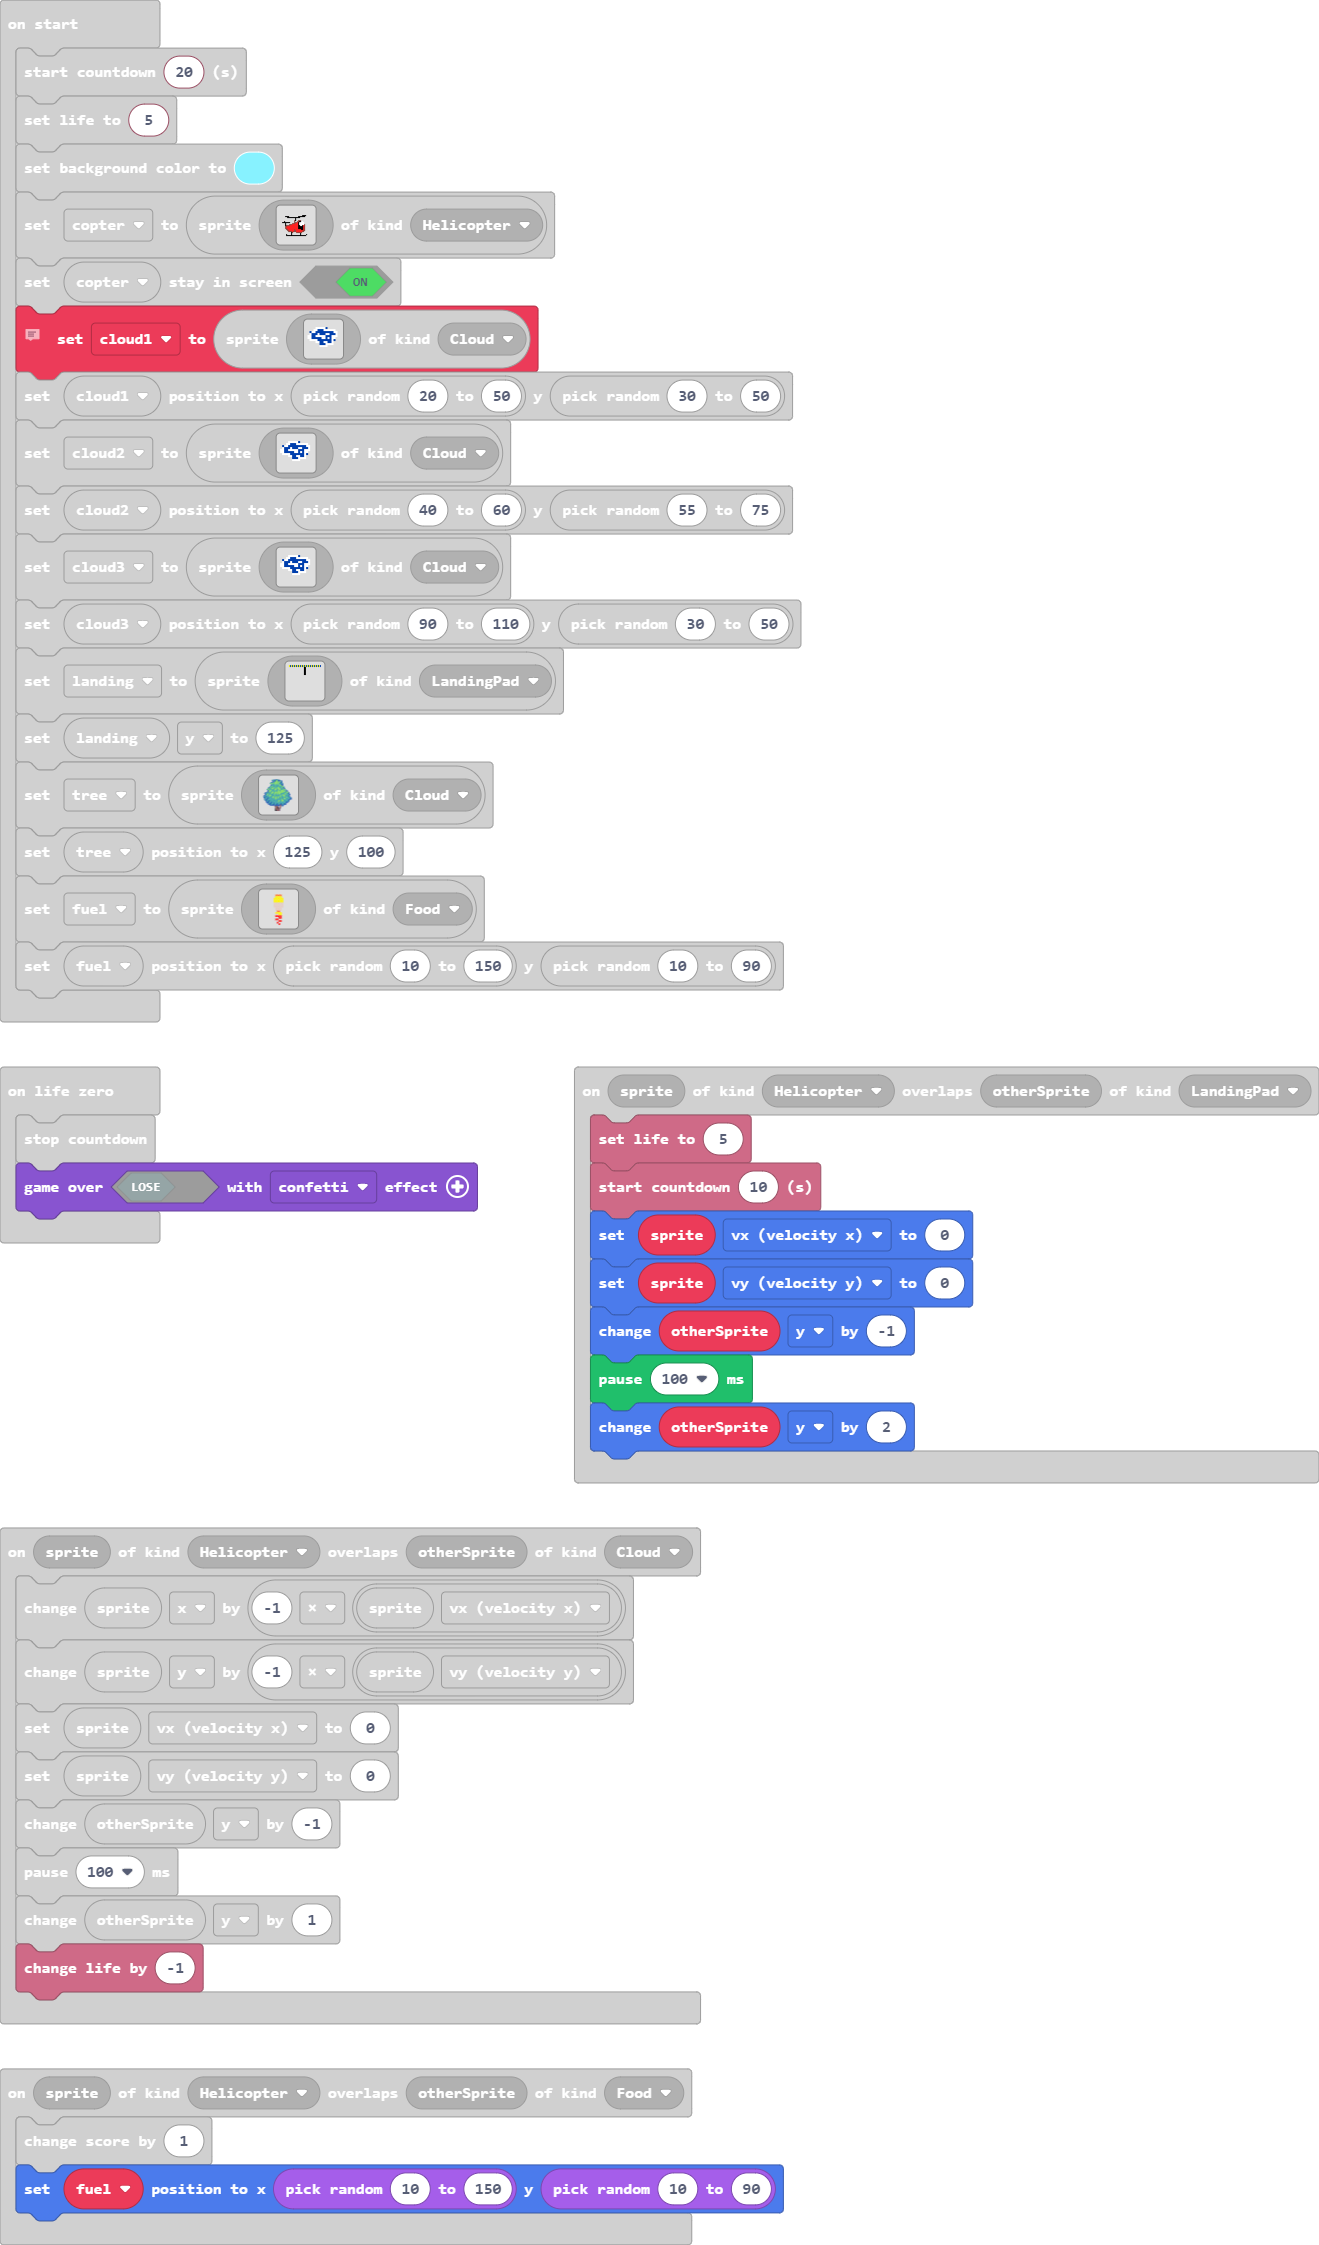 on start
start countdown 20 (s)
set life to 5
set background color to
set copter to sprite of kind Helicopter
set copter stay in screen ON
set cloud1 to sprite of kind Cloud
set cloud1 position to x pick random 20 to 50 y pick random 30 to 50
set cloud2 to sprite of kind Cloud
set cloud2 position to x pick random 40 to 60 y pick random 55 to 75
set cloud3 to sprite of kind Cloud
set cloud3 position to x pick random 90 to 110 y pick random 30 to 50
set landing to sprite of kind LandingPad
set landing y to 125
set tree to sprite of kind Cloud
set tree position to x 125 y 100
set fuel to sprite of kind Food
set fuel position to x pick random 10 to 150 y pick random 10 to 90
on life zero
stop countdown
game over LOSE with confetti effect
on sprite of kind Helicopter overlaps otherSprite of kind LandingPad
set life to 5
start countdown 10 (s)
set sprite vx (velocity x) to 0
set sprite vy (velocity y) to 0
change otherSprite y by -1
pause 100 ms
change otherSprite y by 2
on sprite of kind Helicopter overlaps otherSprite of kind Cloud
change sprite x by -1 × sprite vx (velocity x)
change sprite y by -1 × sprite vy (velocity y)
set sprite vx (velocity x) to 0
set sprite vy (velocity y) to 0
change otherSprite y by -1
pause 100 ms
change otherSprite y by 1
change life by -1
on sprite of kind Helicopter overlaps otherSprite of kind Food
change score by 1
set fuel position to x pick random 10 to 150 y pick random 10 to 90